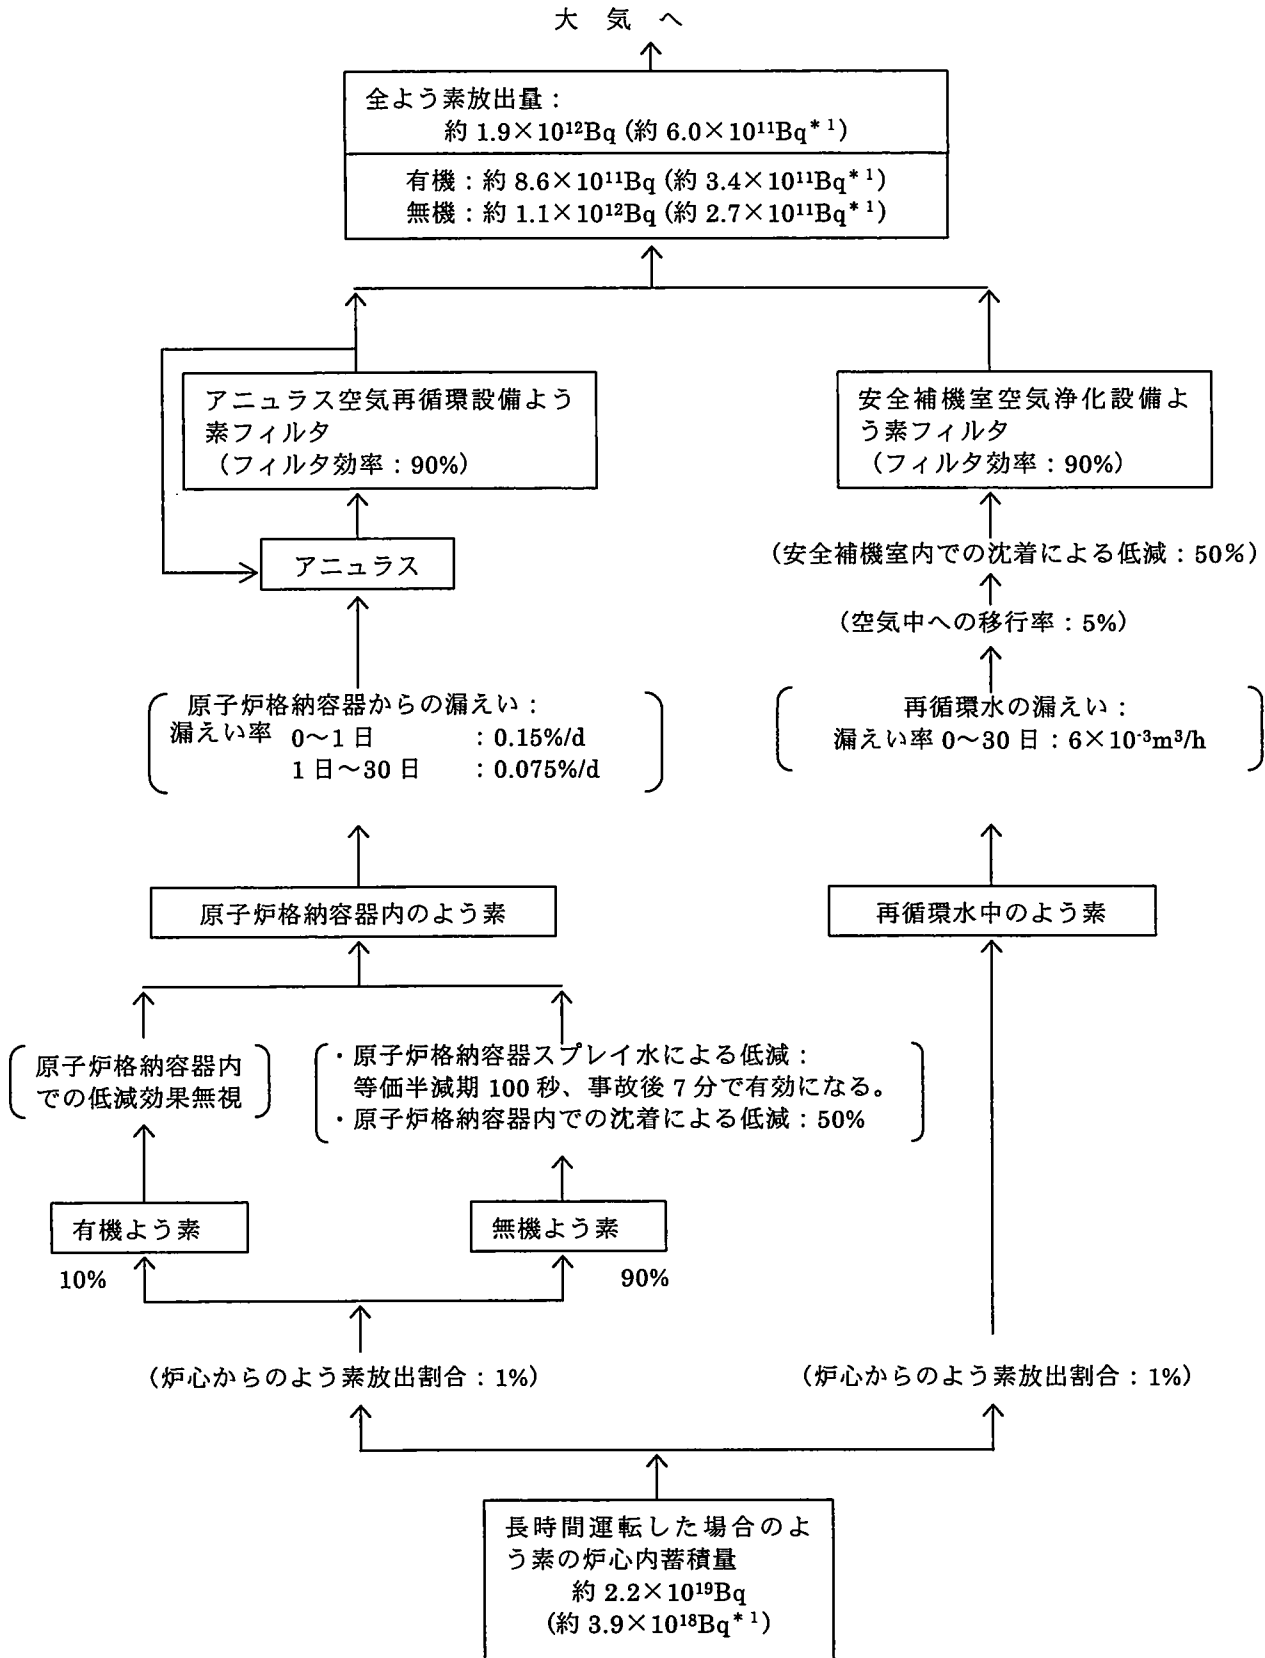 大 気 へ
全よう素放出量：
約 1.9×10¹²Bq (約 6.0×10¹¹Bq*¹)
有機：約 8.6×10¹¹Bq (約 3.4×10¹¹Bq*¹)
無機：約 1.1×10¹²Bq (約 2.7×10¹¹Bq*¹)
アニュラス空気再循環設備よう
素フィルタ
（フィルタ効率：90%）
安全補機室空気浄化設備よ
う素フィルタ
（フィルタ効率：90%）
アニュラス
（安全補機室内での沈着による低減：50%）
（空気中への移行率：5%）
原子炉格納容器からの漏えい：
漏えい率 0～1 日 ：0.15%/d
1 日～30 日 ：0.075%/d
再循環水の漏えい：
漏えい率 0～30 日：6×10⁻³m³/h
原子炉格納容器内のよう素
再循環水中のよう素
原子炉格納容器内
での低減効果無視
・原子炉格納容器スプレイ水による低減：
等価半減期 100 秒、事故後 7 分で有効になる。
・原子炉格納容器内での沈着による低減：50%
有機よう素
無機よう素
10%
90%
（炉心からのよう素放出割合：1%）
（炉心からのよう素放出割合：1%）
長時間運転した場合のよ
う素の炉心内蓄積量
約 2.2×10¹⁹Bq
(約 3.9×10¹⁸Bq*¹)